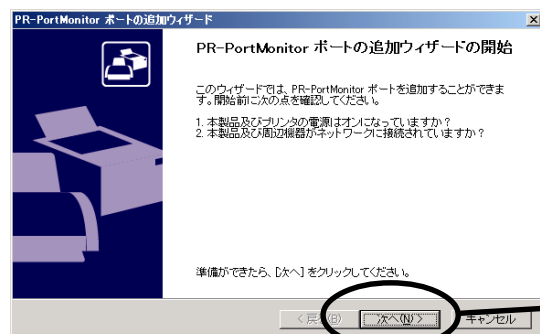 PR-PortMonitor ポートの追加ウィザード
PR-PortMonitor ポートの追加ウィザードの開始
このウィザードでは、PR-PortMonitor ポートを追加することができま
す。開始前に次の点を確認してください。
1. 本製品及びプリンタの電源はオンになっていますか？
2. 本製品及び周辺機器がネットワークに接続されていますか？
準備ができたら、[次へ] をクリックしてください。
< 戻る(B) 次へ(N) > キャンセル